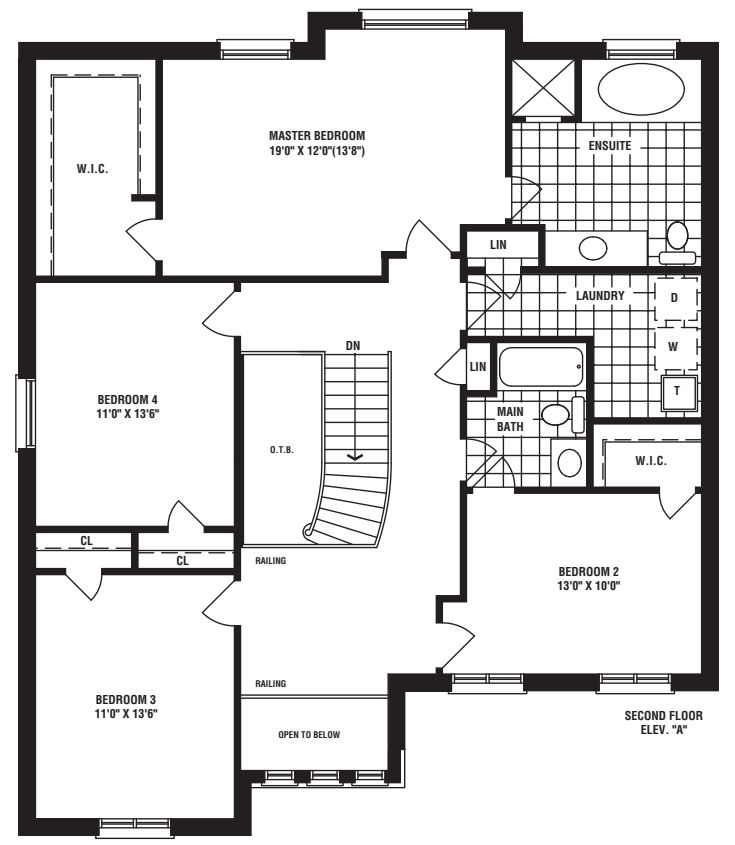 MASTER BEDROOM
19'0" X 12'0"(13'8")
ENSUITE
W.I.C.
LIN
LAUNDRY
D
DN
W
LIN
T
BEDROOM 4
11'0" X 13'6"
MAIN
BATH
O.T.B.
W.I.C.
CL
CL
RAILING
BEDROOM 2
13'0" X 10'0"
RAILING
BEDROOM 3
11'0" X 13'6"
OPEN TO BELOW
SECOND FLOOR
ELEV. "A"